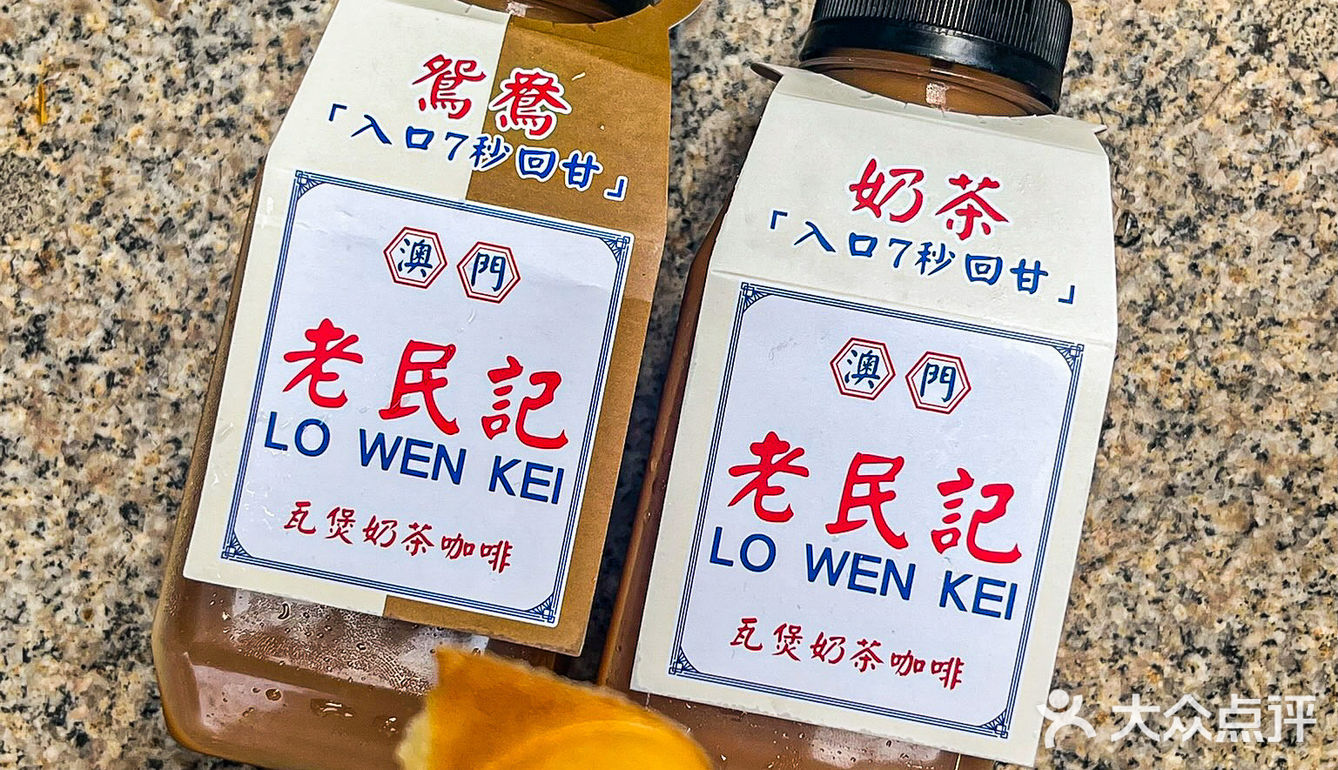 鴛鴦
「入口7秒回甘」
澳門
老民記
LO WEN KEI
瓦煲奶茶咖啡
奶茶
「入口7秒回甘」
澳門
老民記
LO WEN KEI
瓦煲奶茶咖啡
大众点评